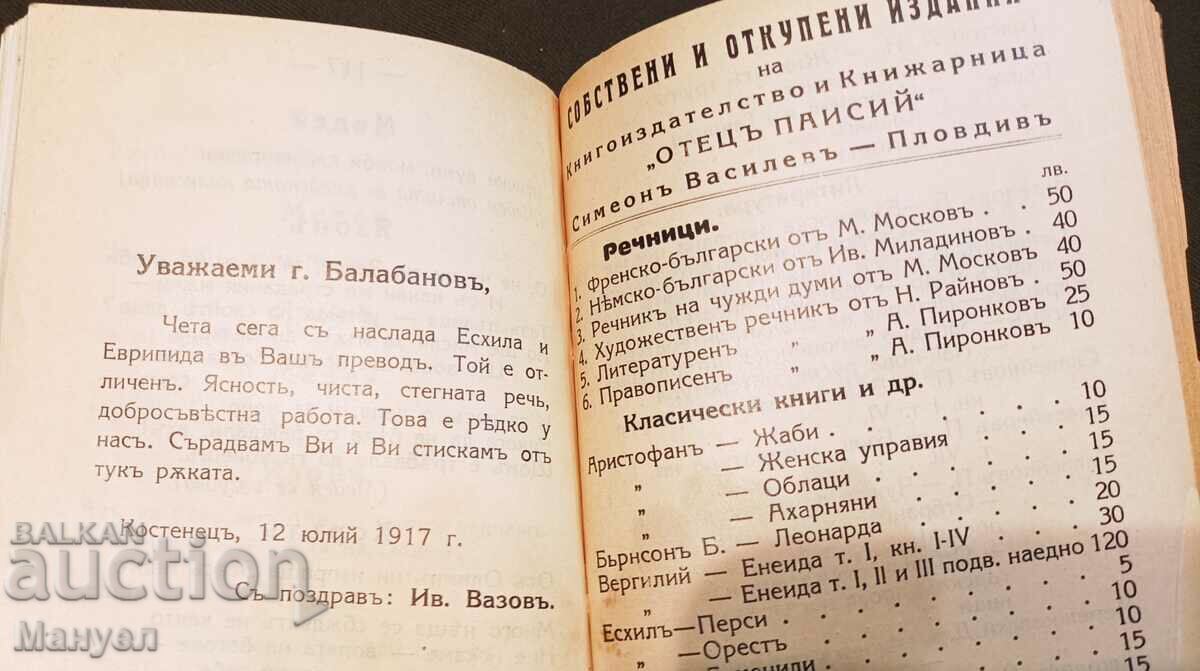 Уважаеми г. Балабановъ,
Чета сега съ наслада Есхила и
Еврипида въ Вашъ преводъ. Той е от-
личенъ. Ясность, чиста, стегната речь,
добросъвѣстна работа. Това е рѣдко у
насъ. Сърадвамъ Ви и Ви стискамъ отъ
тукъ рѫката.
Костенецъ, 12 юлий 1917 г.
Съ поздравъ: Ив. Вазовъ.
СОБСТВЕНИ И ОТКУПЕНИ ИЗДАНИЯ
на
Книгоиздателство и Книжарница
„ОТЕЦЪ ПАИСИЙ“
Симеонъ Василевъ — Пловдивъ
лв.
Речници.
1. Френско-български отъ М. Московъ . . . 50
2. Нѣмско-български отъ Ив. Миладиновъ . 40
3. Речникъ на чужди думи отъ М. Московъ 40
4. Художественъ речникъ отъ Н. Райновъ . 50
5. Литературенъ „ „ А. Пиронковъ 25
6. Правописенъ „ „ А. Пиронковъ 10
Класически книги и др.
Аристофанъ — Жаби . . . . . . . 10
„ — Женска управия . . . . 15
„ — Облаци . . . . . . 15
„ — Ахарняни . . . . . 15
Бьрнсонъ Б. — Леонарда . . . . . 20
Вергилий — Енеида т. I, кн. I-IV . . . 30
„ — Енеида т. I, II и III подв. наедно 120
Есхилъ—Перси . . . . . . . . 5
„ —Орестъ . . . . . . . 10
10
15
BALKAN
auction
Мануел